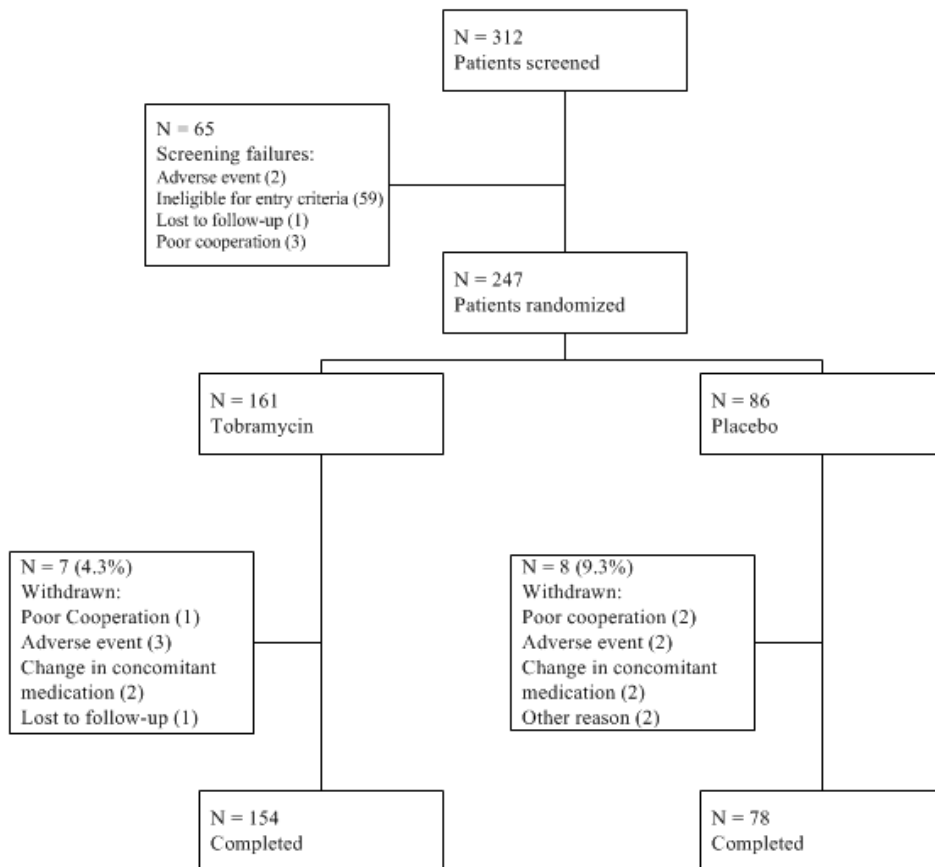 N = 312
Patients screened
N = 65
Screening failures:
Adverse event (2)
Ineligible for entry criteria (59)
Lost to follow-up (1)
Poor cooperation (3)
N = 247
Patients randomized
N = 161
Tobramycin
N = 86
Placebo
N = 7 (4.3%)
Withdrawn:
Poor Cooperation (1)
Adverse event (3)
Change in concomitant
medication (2)
Lost to follow-up (1)
N = 8 (9.3%)
Withdrawn:
Poor cooperation (2)
Adverse event (2)
Change in concomitant
medication (2)
Other reason (2)
N = 154
Completed
N = 78
Completed